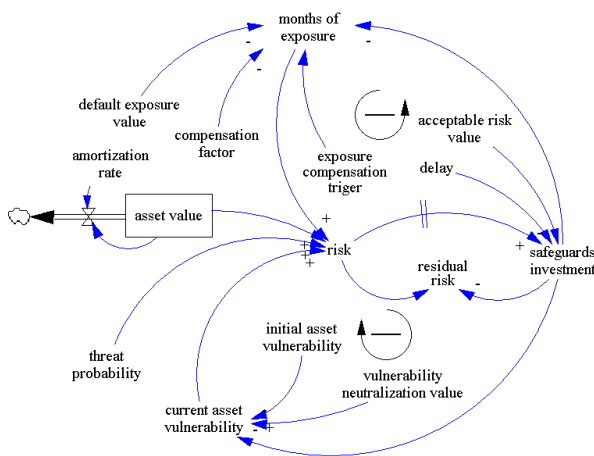 months of
exposure
-
-
-
default exposure
value
compensation
factor
acceptable risk
value
amortization
rate
exposure
compensation
triger
delay
asset value
+
+
+
+
risk
+
-
safeguards
investment
residual
risk
-
initial asset
vulnerability
threat
probability
vulnerability
neutralization value
current asset
vulnerability
-
+